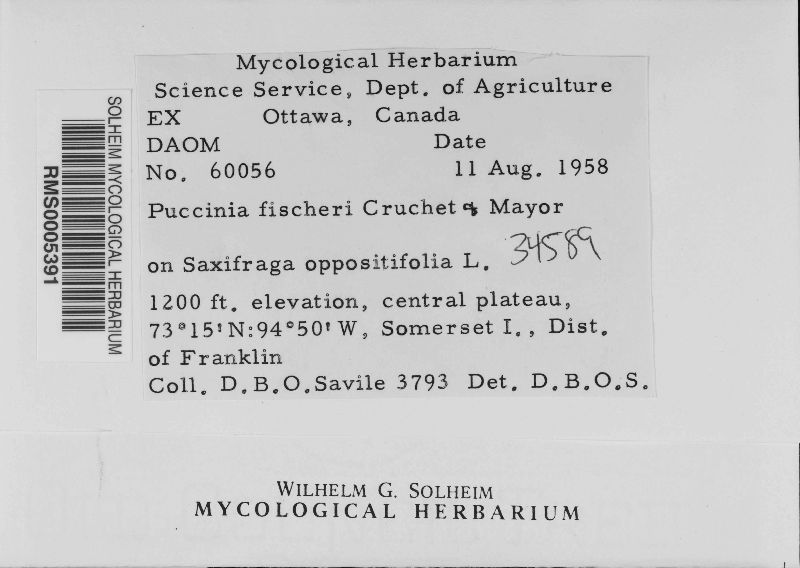 SOLHEIM MYCOLOGICAL HERBARIUM
RMS0005391
Mycological Herbarium
Science Service, Dept. of Agriculture
EX Ottawa, Canada
DAOM Date
No. 60056 11 Aug. 1958
Puccinia fischeri Cruchet & Mayor
on Saxifraga oppositifolia L. 34589
1200 ft. elevation, central plateau,
73°15'N:94°50'W, Somerset I., Dist.
of Franklin
Coll. D.B.O.Savile 3793 Det. D.B.O.S.
WILHELM G. SOLHEIM
MYCOLOGICAL HERBARIUM